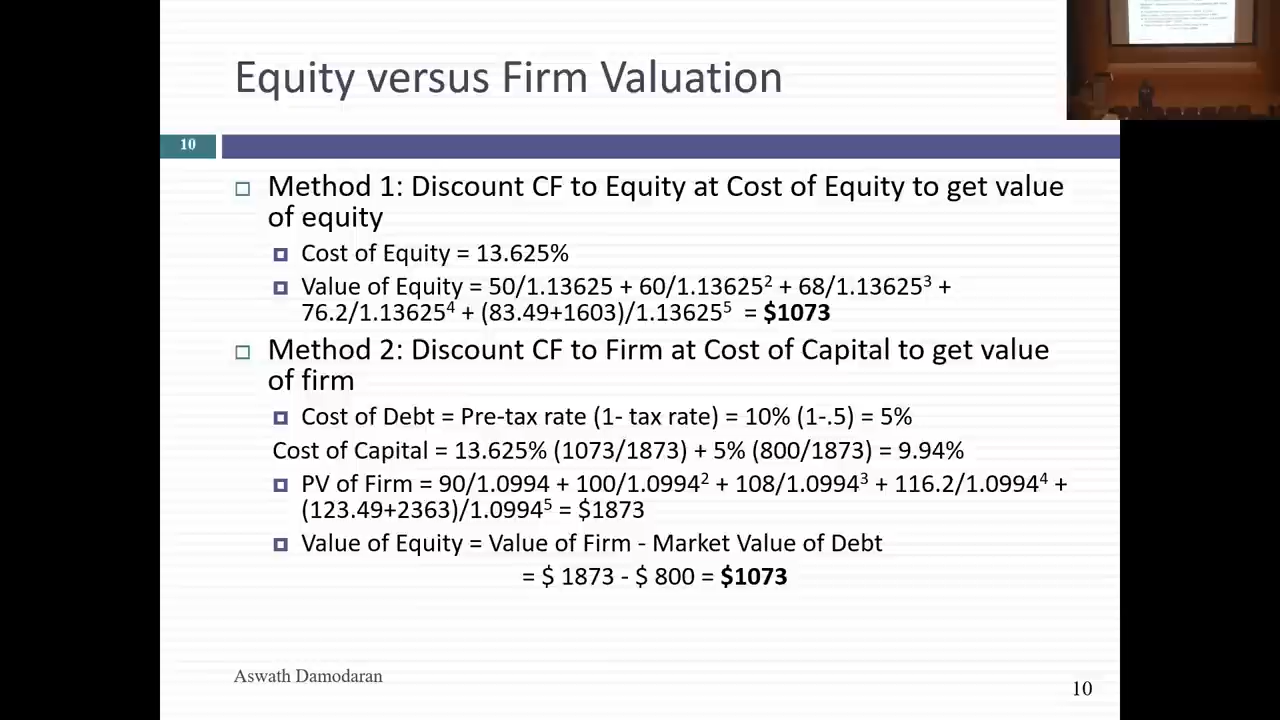 Equity versus Firm Valuation
10
Method 1: Discount CF to Equity at Cost of Equity to get value
of equity
Cost of Equity = 13.625%
Value of Equity = 50/1.13625 + 60/1.13625² + 68/1.13625³ +
76.2/1.13625⁴ + (83.49+1603)/1.13625⁵ = $1073
Method 2: Discount CF to Firm at Cost of Capital to get value
of firm
Cost of Debt = Pre-tax rate (1- tax rate) = 10% (1-.5) = 5%
Cost of Capital = 13.625% (1073/1873) + 5% (800/1873) = 9.94%
PV of Firm = 90/1.0994 + 100/1.0994² + 108/1.0994³ + 116.2/1.0994⁴ +
(123.49+2363)/1.0994⁵ = $1873
Value of Equity = Value of Firm - Market Value of Debt
= $ 1873 - $ 800 = $1073
Aswath Damodaran
10